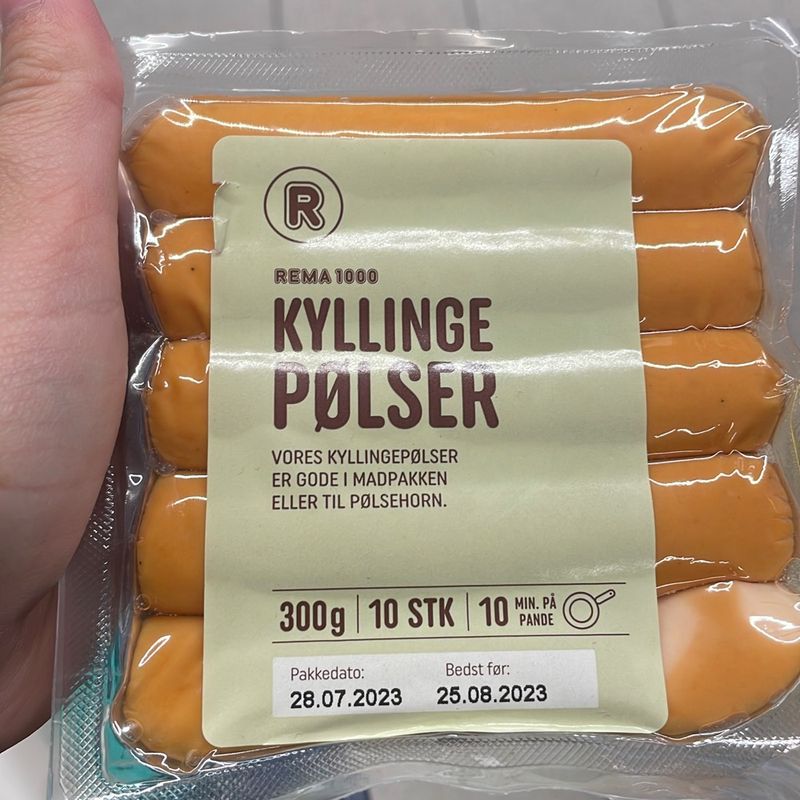 R
REMA 1000
KYLLINGE
PØLSER
VORES KYLLINGEPØLSER
ER GODE I MADPAKKEN
ELLER TIL PØLSEHORN.
300g | 10 STK | 10 MIN. PÅ PANDE
Pakkedato: Bedst før:
28.07.2023 25.08.2023